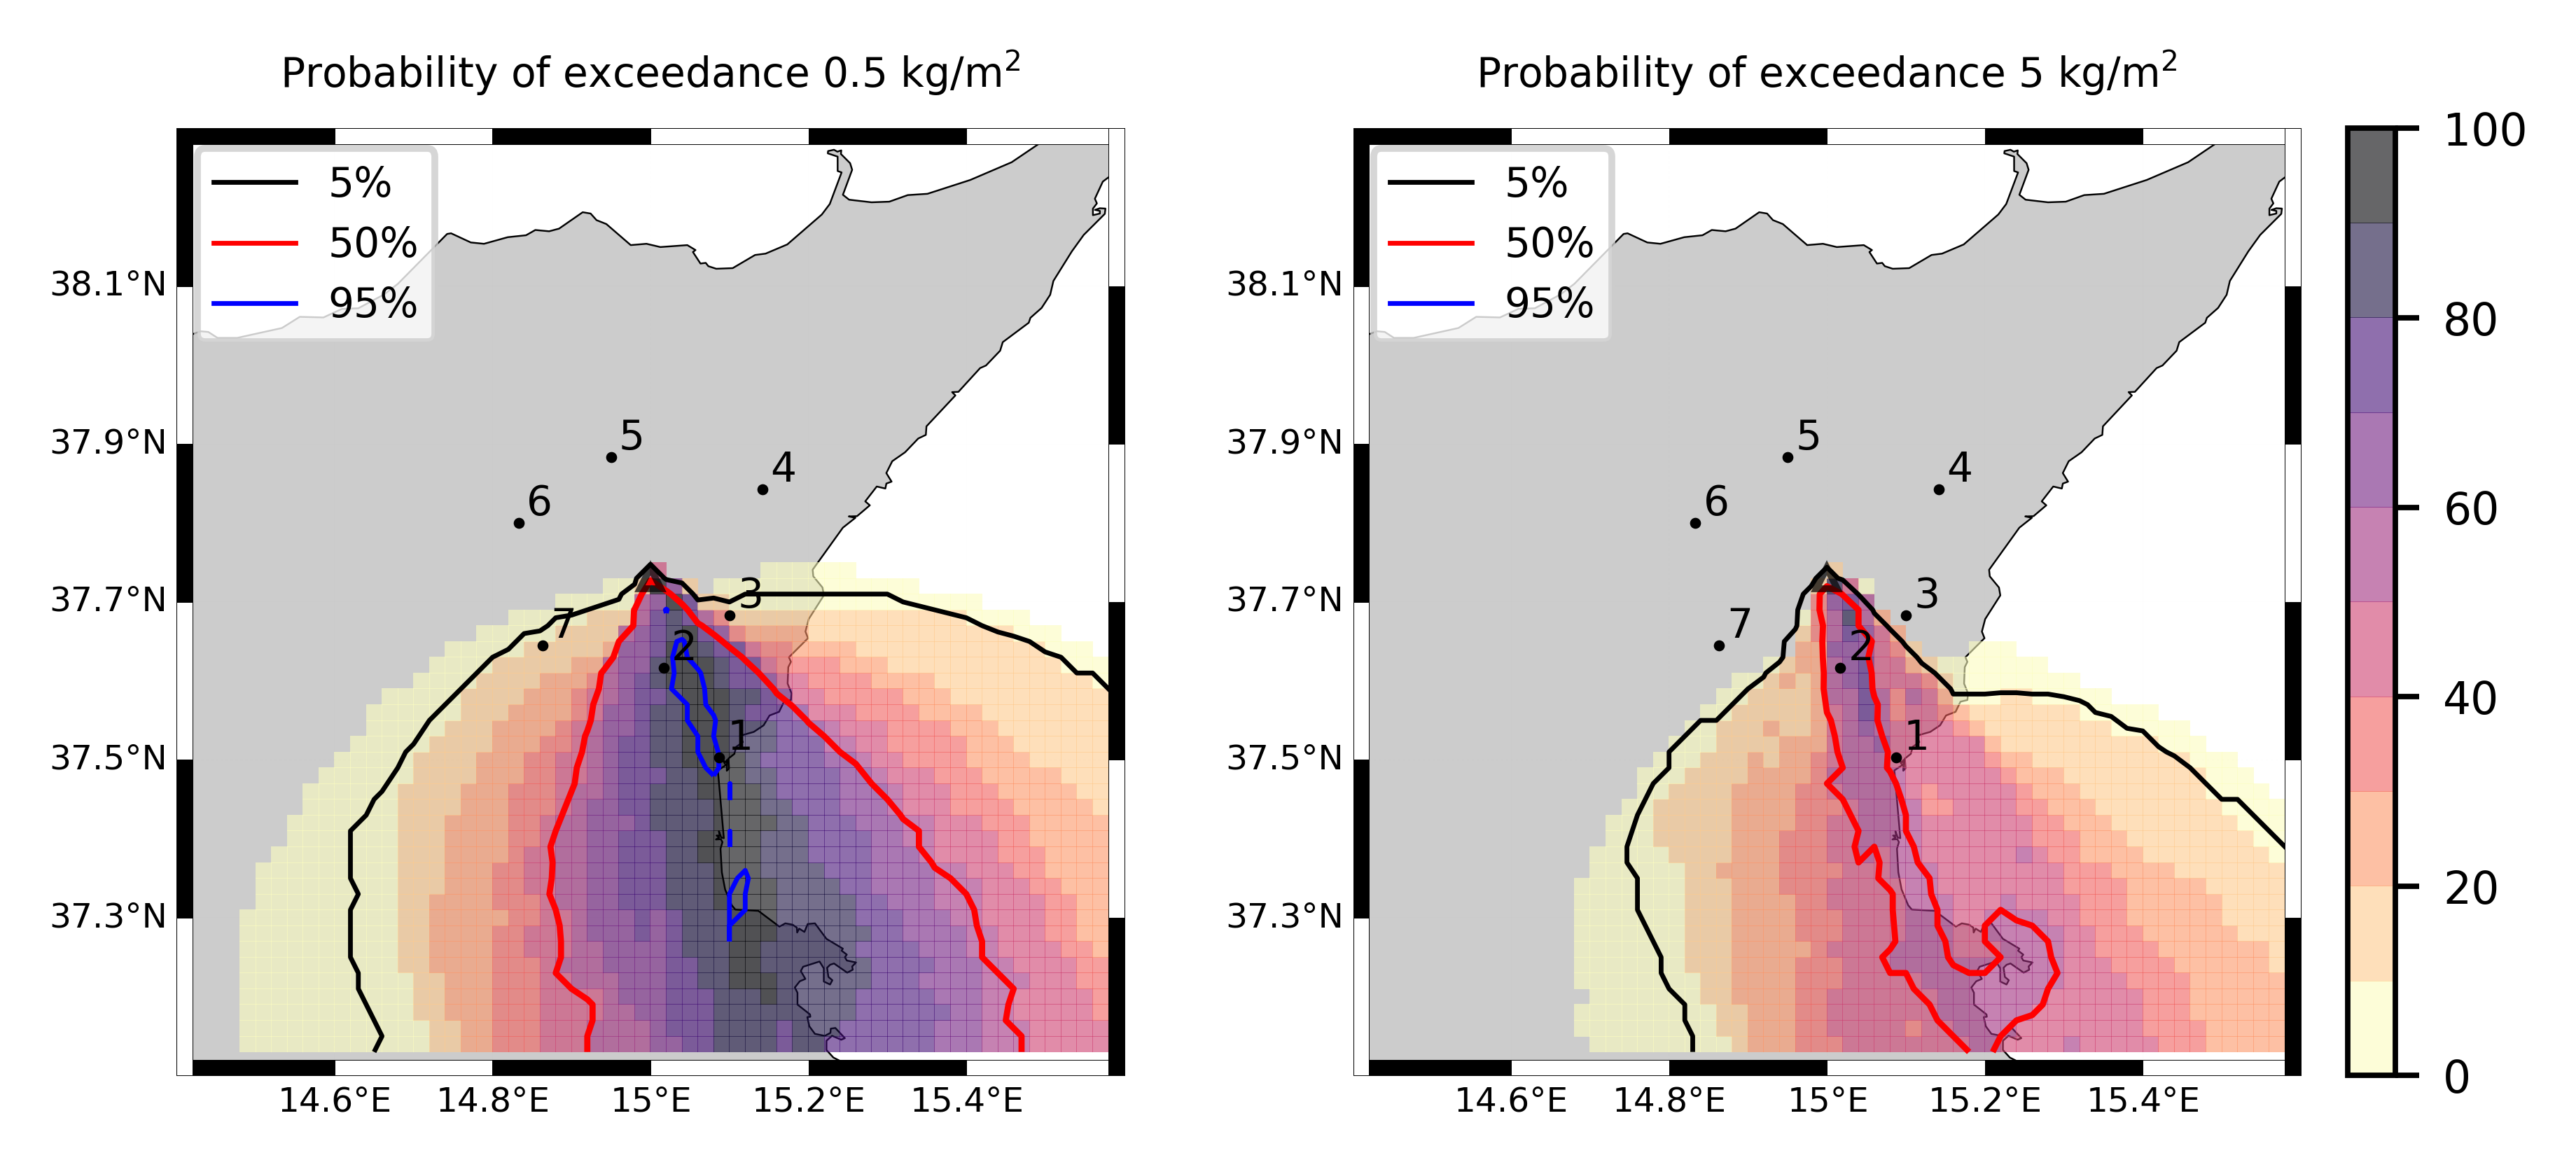 Probability of exceedance 0.5 kg/m²
5%
50%
95%
38.1°N
37.9°N
37.7°N
37.5°N
37.3°N
5
4
6
3
7
2
1
14.6°E
14.8°E
15°E
15.2°E
15.4°E
Probability of exceedance 5 kg/m²
5%
50%
95%
38.1°N
37.9°N
37.7°N
37.5°N
37.3°N
5
4
6
3
7
2
1
14.6°E
14.8°E
15°E
15.2°E
15.4°E
100
80
60
40
20
0